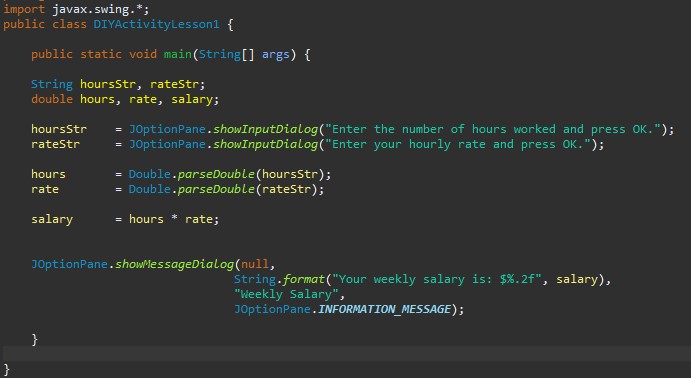 import javax.swing.*;
public class DIYActivityLesson1 {
public static void main(String[] args) {
String hoursStr, rateStr;
double hours, rate, salary;
hoursStr = JOptionPane.showInputDialog("Enter the number of hours worked and press OK.");
rateStr = JOptionPane.showInputDialog("Enter your hourly rate and press OK.");
hours = Double.parseDouble(hoursStr);
rate = Double.parseDouble(rateStr);
salary = hours * rate;
JOptionPane.showMessageDialog(null,
String.format("Your weekly salary is: $%.2f", salary),
"Weekly Salary",
JOptionPane.INFORMATION_MESSAGE);
}
}